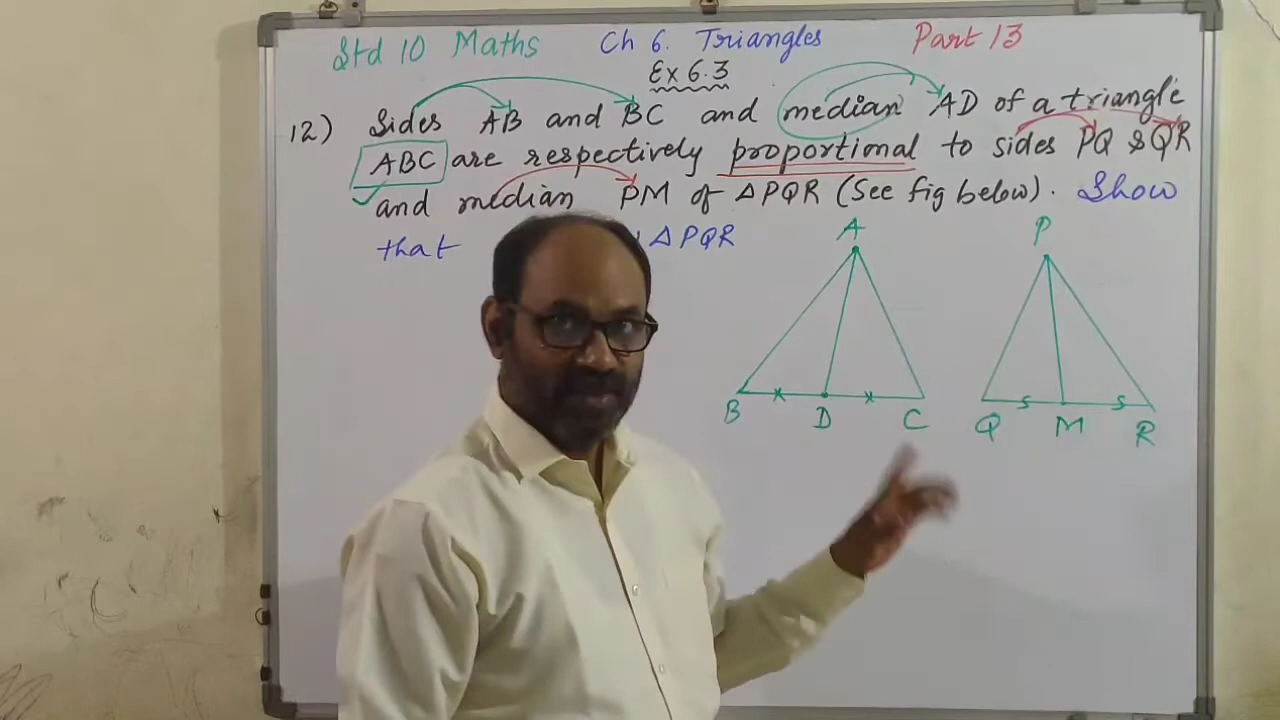 Std 10 Maths Ch 6. Triangles Part 13
Ex 6.3
12) Sides AB and BC and median AD of a triangle
ABC are respectively proportional to sides PQ & QR
and median PM of △PQR (See fig below). Show
that △PQR
A P
B D C Q M R